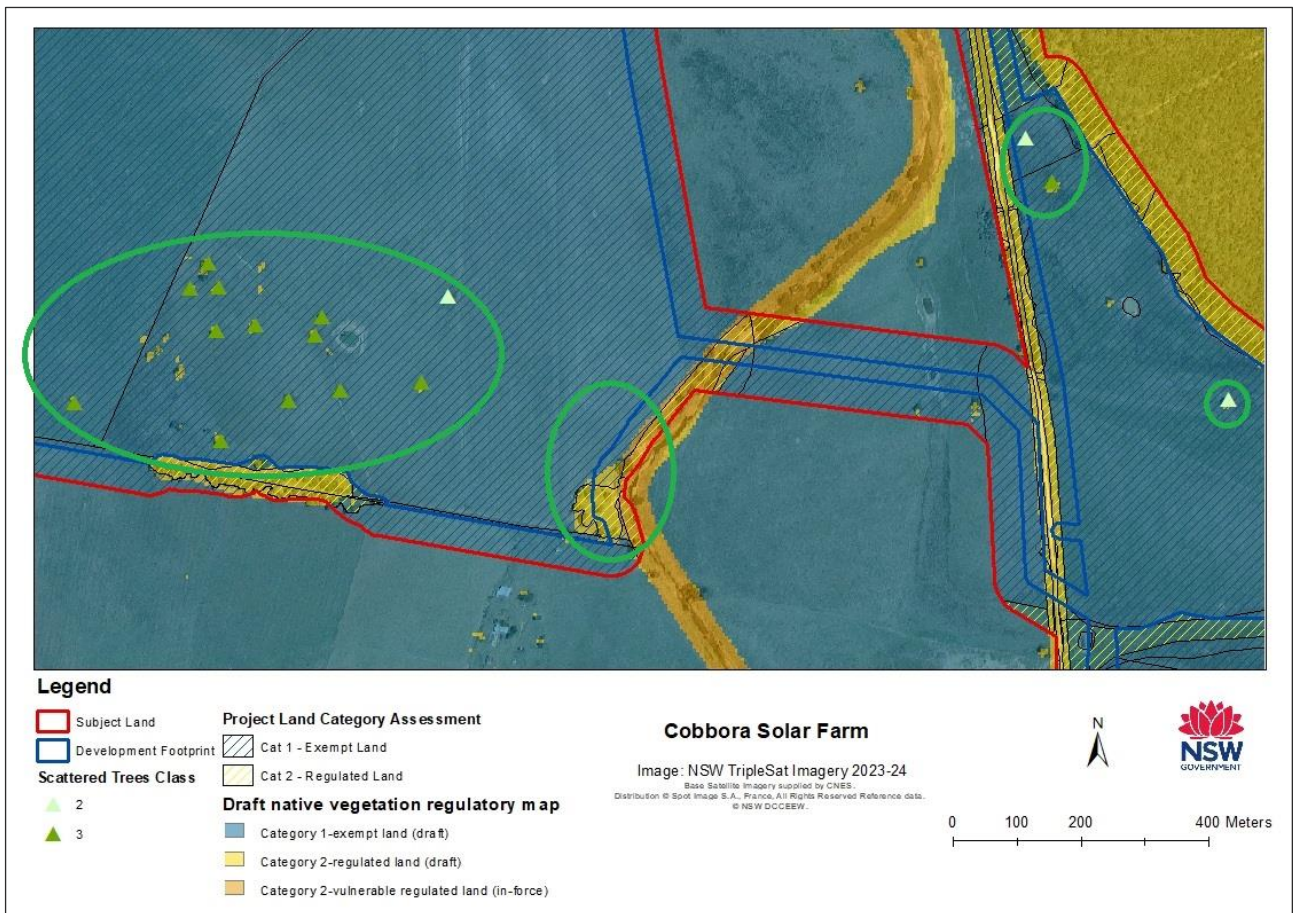 Legend
Subject Land
Development Footprint
Scattered Trees Class
2
3
Project Land Category Assessment
Cat 1 - Exempt Land
Cat 2 - Regulated Land
Draft native vegetation regulatory map
Category 1-exempt land (draft)
Category 2-regulated land (draft)
Category 2-vulnerable regulated land (in-force)
Cobbora Solar Farm
Image: NSW TripleSat Imagery 2023-24
Base Satellite Imagery supplied by CNES.
Distribution © Spot Image S.A., France, All Rights Reserved Reference data.
© NSW DCCEEW.
N
NSW
GOVERNMENT
0 100 200 400 Meters